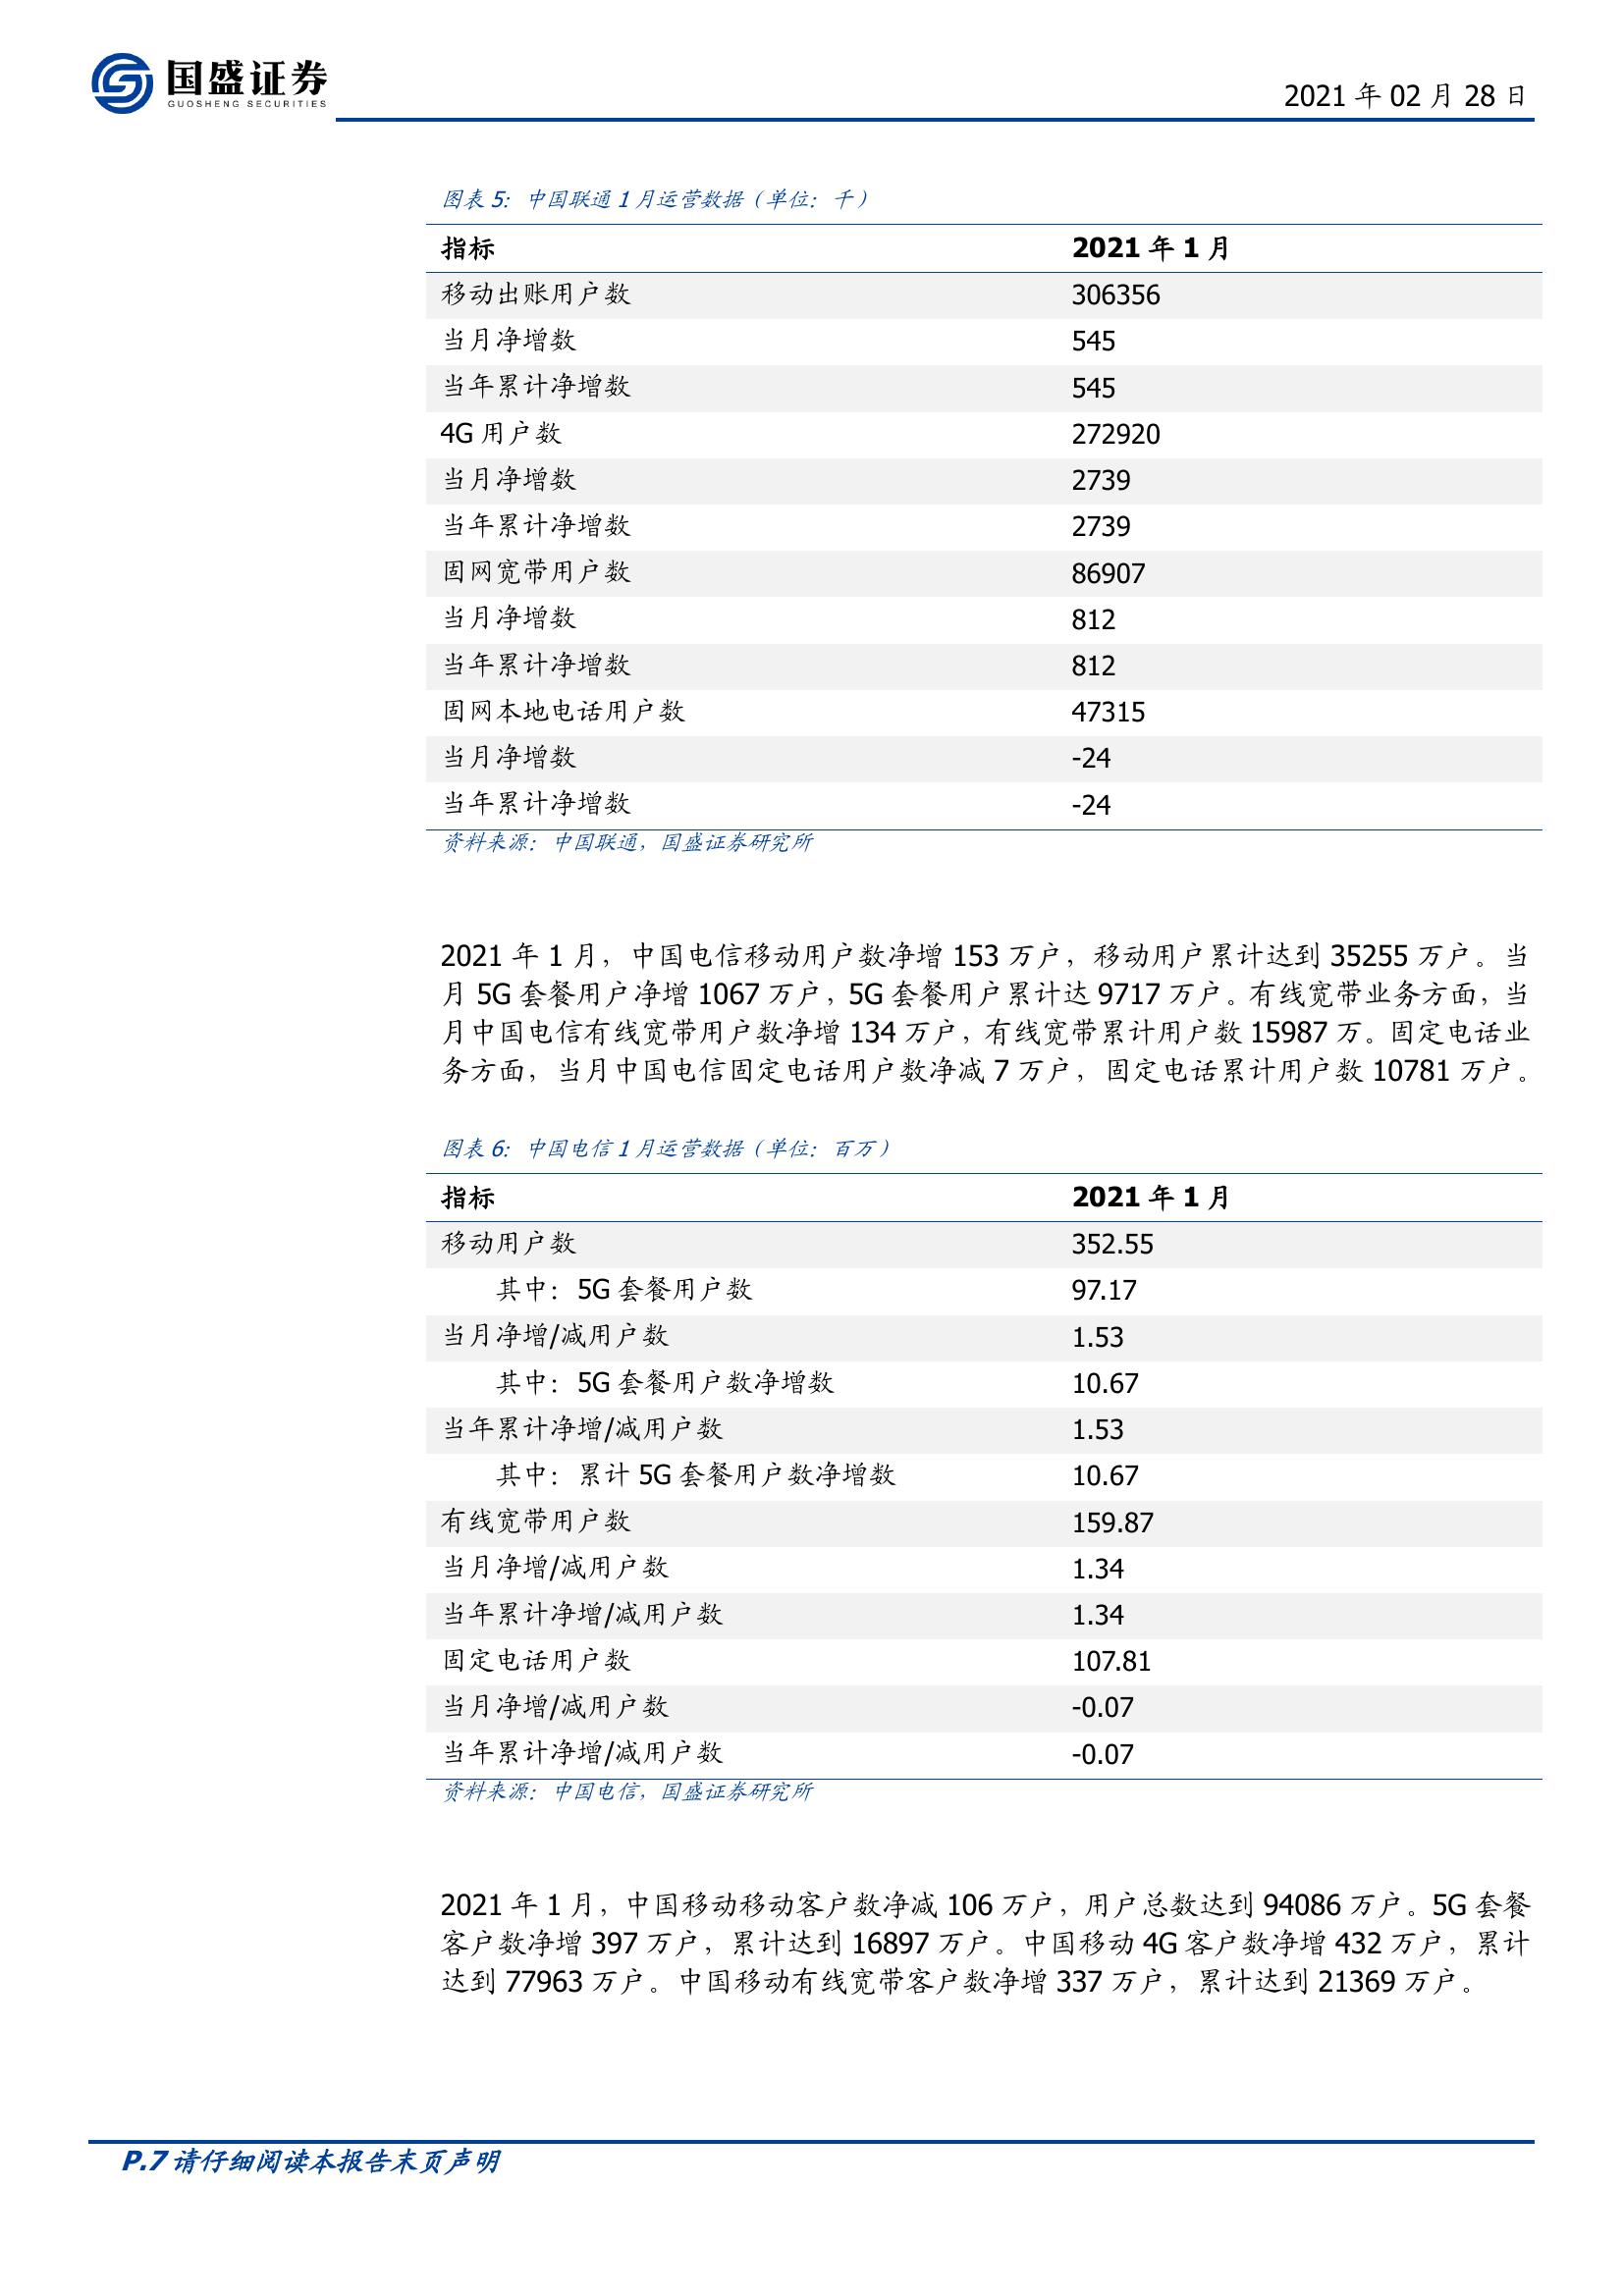 国盛证券
GUOSHENG SECURITIES
2021 年 02 月 28 日
图表 5：中国联通 1 月运营数据（单位：千）
指标 2021 年 1 月
移动出账用户数 306356
当月净增数 545
当年累计净增数 545
4G 用户数 272920
当月净增数 2739
当年累计净增数 2739
固网宽带用户数 86907
当月净增数 812
当年累计净增数 812
固网本地电话用户数 47315
当月净增数 -24
当年累计净增数 -24
资料来源：中国联通，国盛证券研究所
2021 年 1 月，中国电信移动用户数净增 153 万户，移动用户累计达到 35255 万户。当
月 5G 套餐用户净增 1067 万户，5G 套餐用户累计达 9717 万户。有线宽带业务方面，当
月中国电信有线宽带用户数净增 134 万户，有线宽带累计用户数 15987 万。固定电话业
务方面，当月中国电信固定电话用户数净减 7 万户，固定电话累计用户数 10781 万户。
图表 6：中国电信 1 月运营数据（单位：百万）
指标 2021 年 1 月
移动用户数 352.55
其中：5G 套餐用户数 97.17
当月净增/减用户数 1.53
其中：5G 套餐用户数净增数 10.67
当年累计净增/减用户数 1.53
其中：累计 5G 套餐用户数净增数 10.67
有线宽带用户数 159.87
当月净增/减用户数 1.34
当年累计净增/减用户数 1.34
固定电话用户数 107.81
当月净增/减用户数 -0.07
当年累计净增/减用户数 -0.07
资料来源：中国电信，国盛证券研究所
2021 年 1 月，中国移动移动客户数净减 106 万户，用户总数达到 94086 万户。5G 套餐
客户数净增 397 万户，累计达到 16897 万户。中国移动 4G 客户数净增 432 万户，累计
达到 77963 万户。中国移动有线宽带客户数净增 337 万户，累计达到 21369 万户。
P.7 请仔细阅读本报告末页声明